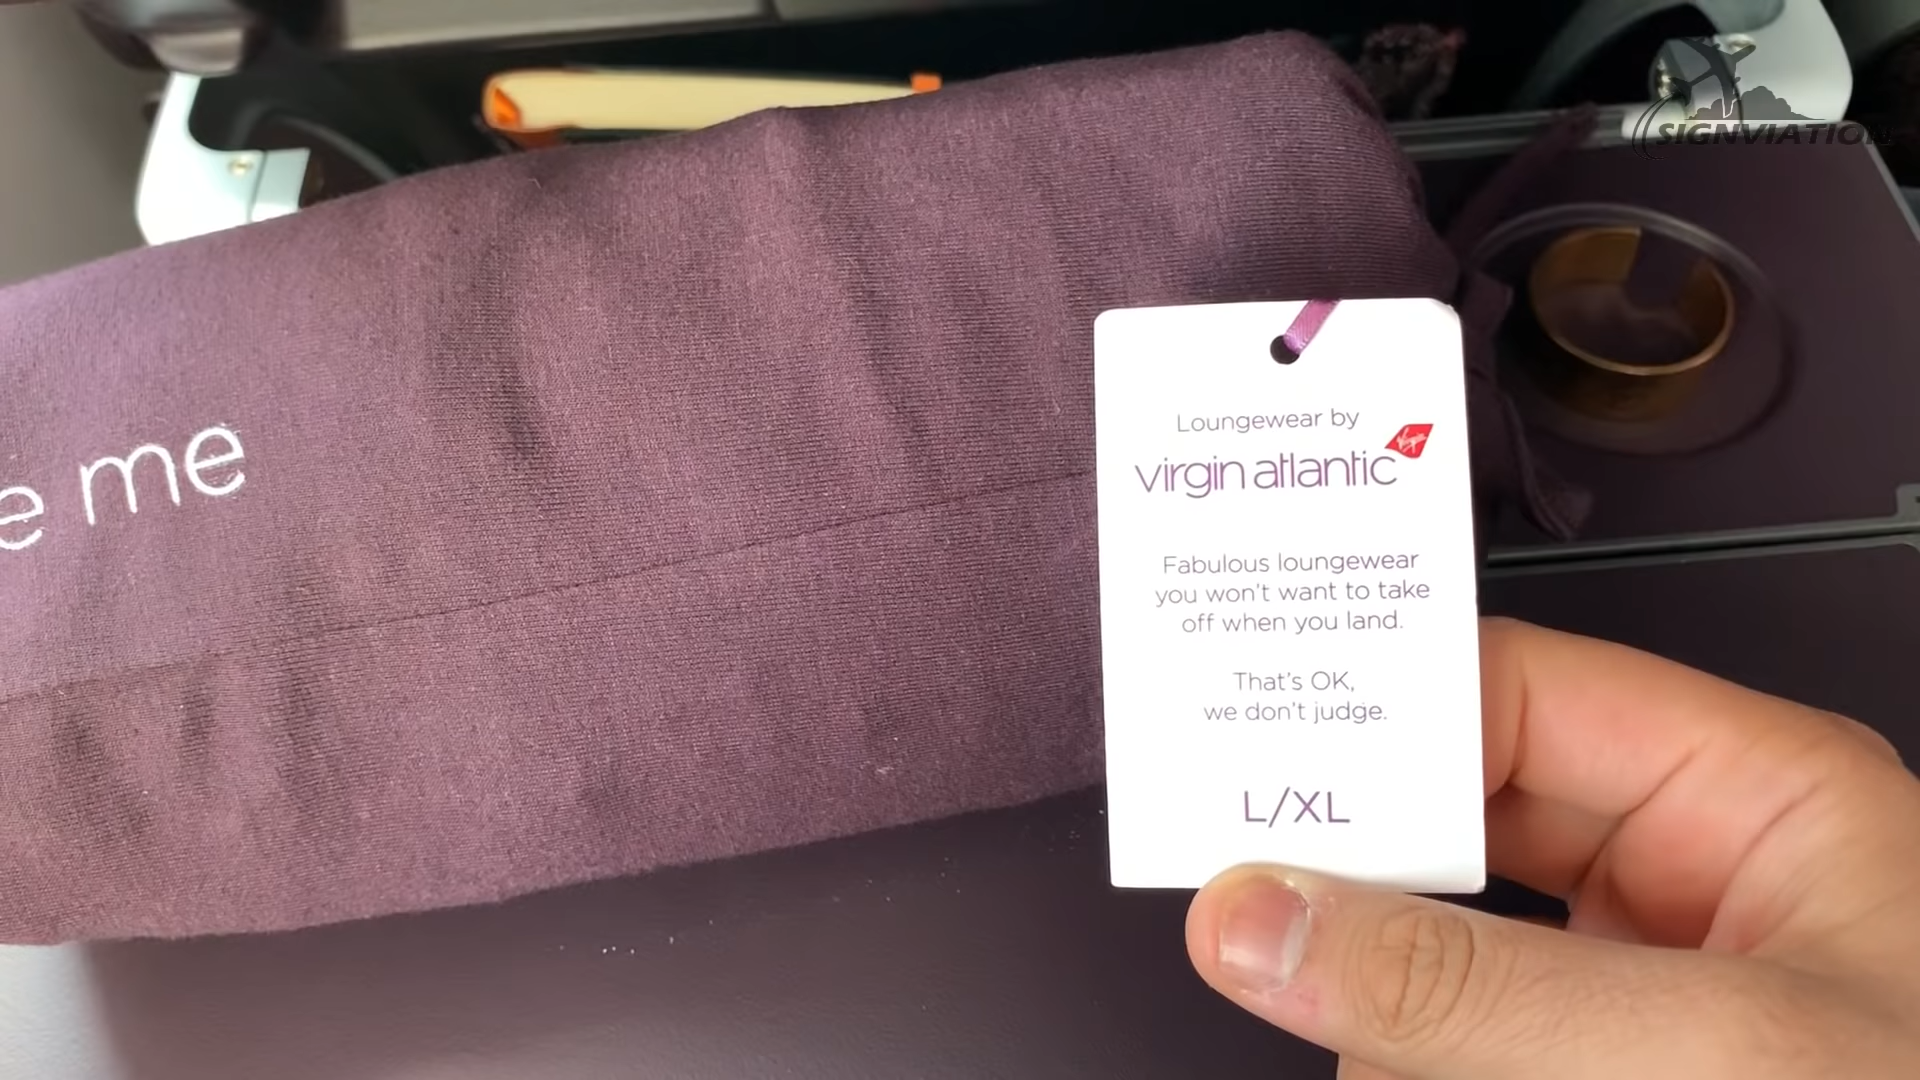 SIGNVIATION
e me
Loungewear by
virgin atlantic
Virgin
Fabulous loungewear
you won't want to take
off when you land.
That's OK,
we don't judge.
L/XL